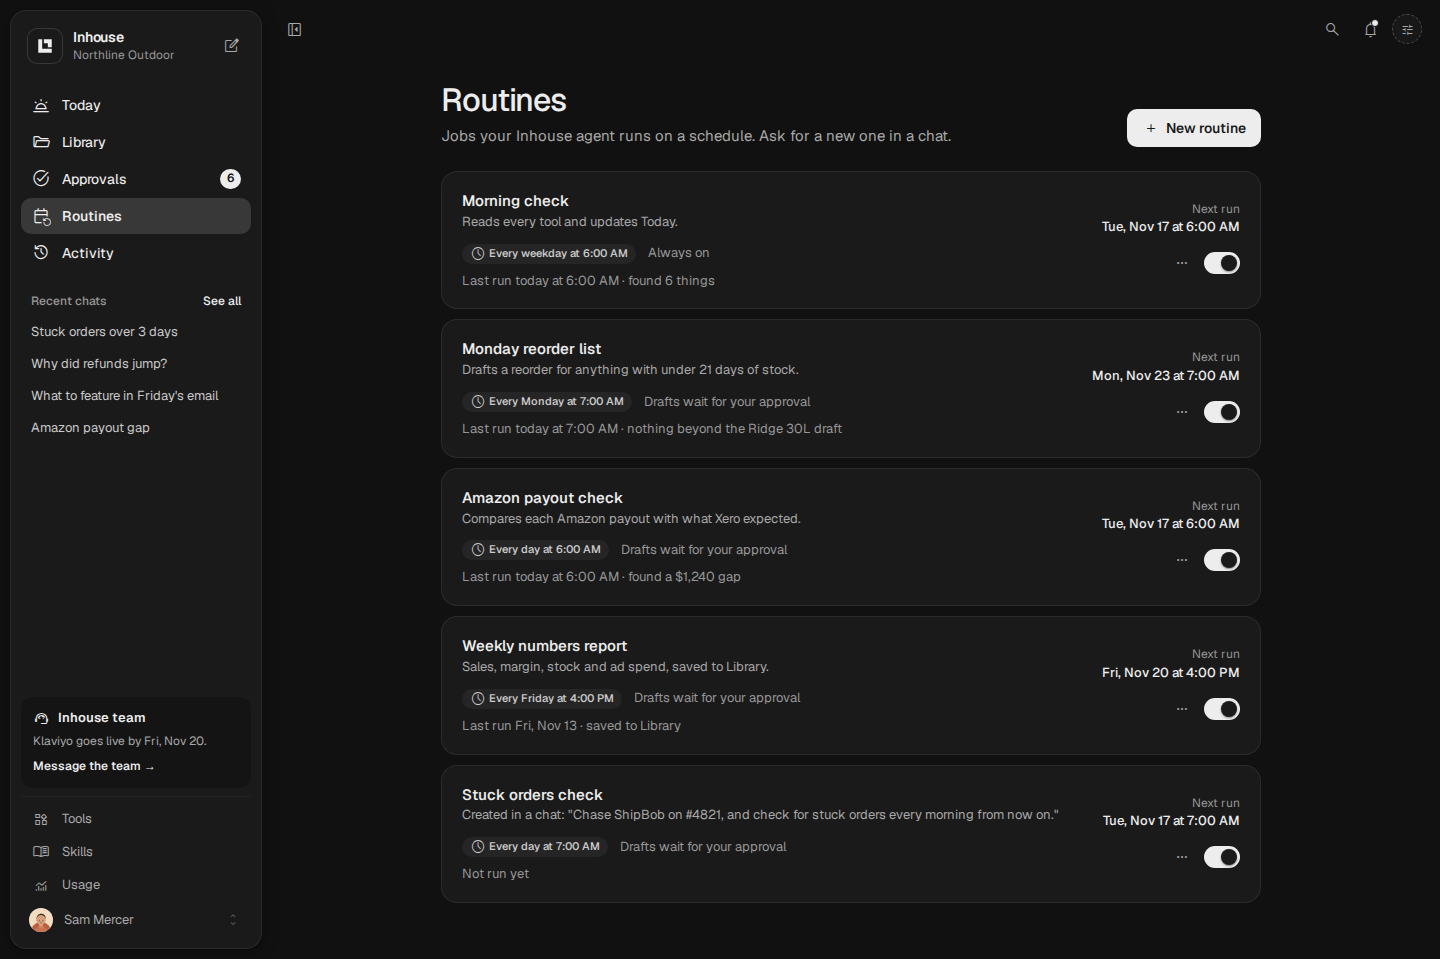 Inhouse
Northline Outdoor
Today
Library
Approvals 6
Routines
Activity
Recent chats See all
Stuck orders over 3 days
Why did refunds jump?
What to feature in Friday's email
Amazon payout gap
Inhouse team
Klaviyo goes live by Fri, Nov 20.
Message the team →
Tools
Skills
Usage
Sam Mercer
Routines
Jobs your Inhouse agent runs on a schedule. Ask for a new one in a chat.
+ New routine
Morning check
Reads every tool and updates Today.
Every weekday at 6:00 AM Always on
Last run today at 6:00 AM · found 6 things
Next run
Tue, Nov 17 at 6:00 AM
Monday reorder list
Drafts a reorder for anything with under 21 days of stock.
Every Monday at 7:00 AM Drafts wait for your approval
Last run today at 7:00 AM · nothing beyond the Ridge 30L draft
Next run
Mon, Nov 23 at 7:00 AM
Amazon payout check
Compares each Amazon payout with what Xero expected.
Every day at 6:00 AM Drafts wait for your approval
Last run today at 6:00 AM · found a $1,240 gap
Next run
Tue, Nov 17 at 6:00 AM
Weekly numbers report
Sales, margin, stock and ad spend, saved to Library.
Every Friday at 4:00 PM Drafts wait for your approval
Last run Fri, Nov 13 · saved to Library
Next run
Fri, Nov 20 at 4:00 PM
Stuck orders check
Created in a chat: "Chase ShipBob on #4821, and check for stuck orders every morning from now on."
Every day at 7:00 AM Drafts wait for your approval
Not run yet
Next run
Tue, Nov 17 at 7:00 AM